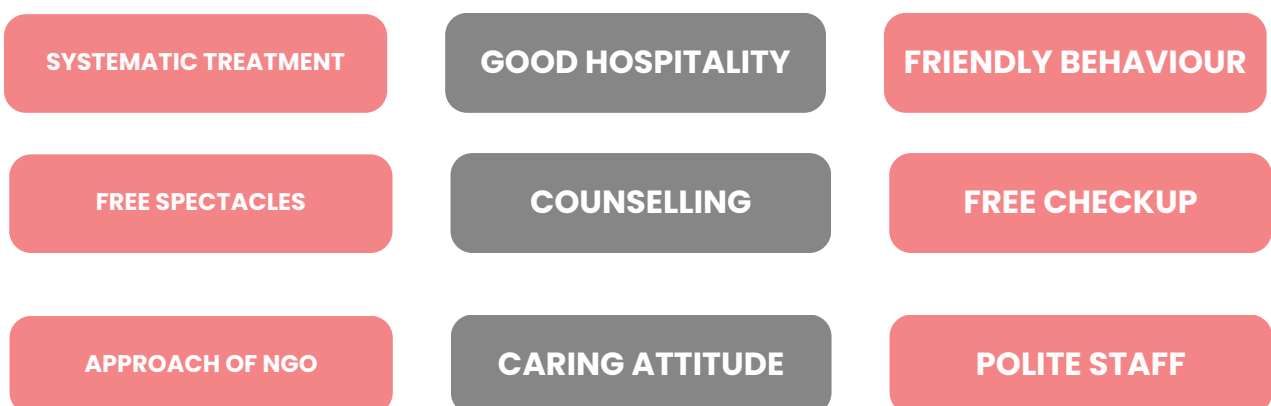 SYSTEMATIC TREATMENT
GOOD HOSPITALITY
FRIENDLY BEHAVIOUR
FREE SPECTACLES
COUNSELLING
FREE CHECKUP
APPROACH OF NGO
CARING ATTITUDE
POLITE STAFF